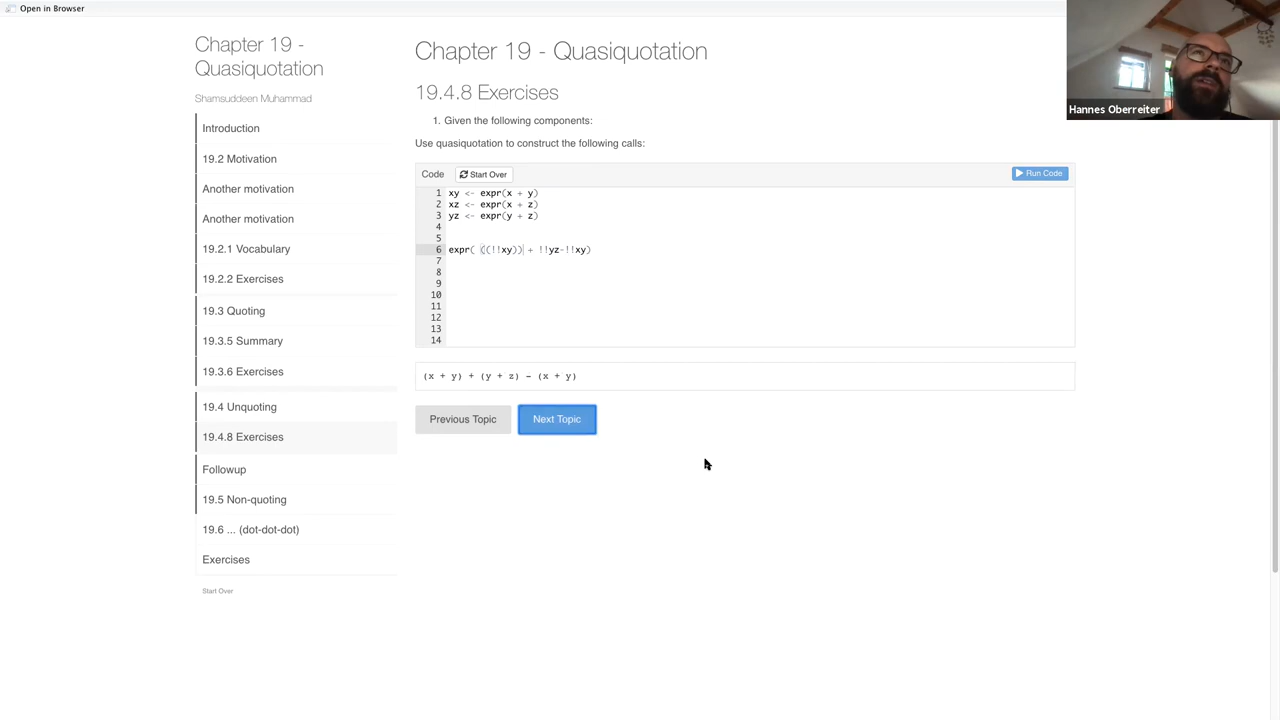 Open in Browser
Chapter 19 -
Quasiquotation
Shamsuddeen Muhammad
Introduction
19.2 Motivation
Another motivation
Another motivation
19.2.1 Vocabulary
19.2.2 Exercises
19.3 Quoting
19.3.5 Summary
19.3.6 Exercises
19.4 Unquoting
19.4.8 Exercises
Followup
19.5 Non-quoting
19.6 ... (dot-dot-dot)
Exercises
Start Over
Chapter 19 - Quasiquotation
19.4.8 Exercises
1. Given the following components:
Use quasiquotation to construct the following calls:
Code
Start Over
Run Code
1 xy <- expr(x + y)
2 xz <- expr(x + z)
3 yz <- expr(y + z)
4
5
6 expr( ((!!xy)) + !!yz-!!xy)
7
8
9
10
11
12
13
14
(x + y) + (y + z) - (x + y)
Previous Topic
Next Topic
Hannes Oberreiter